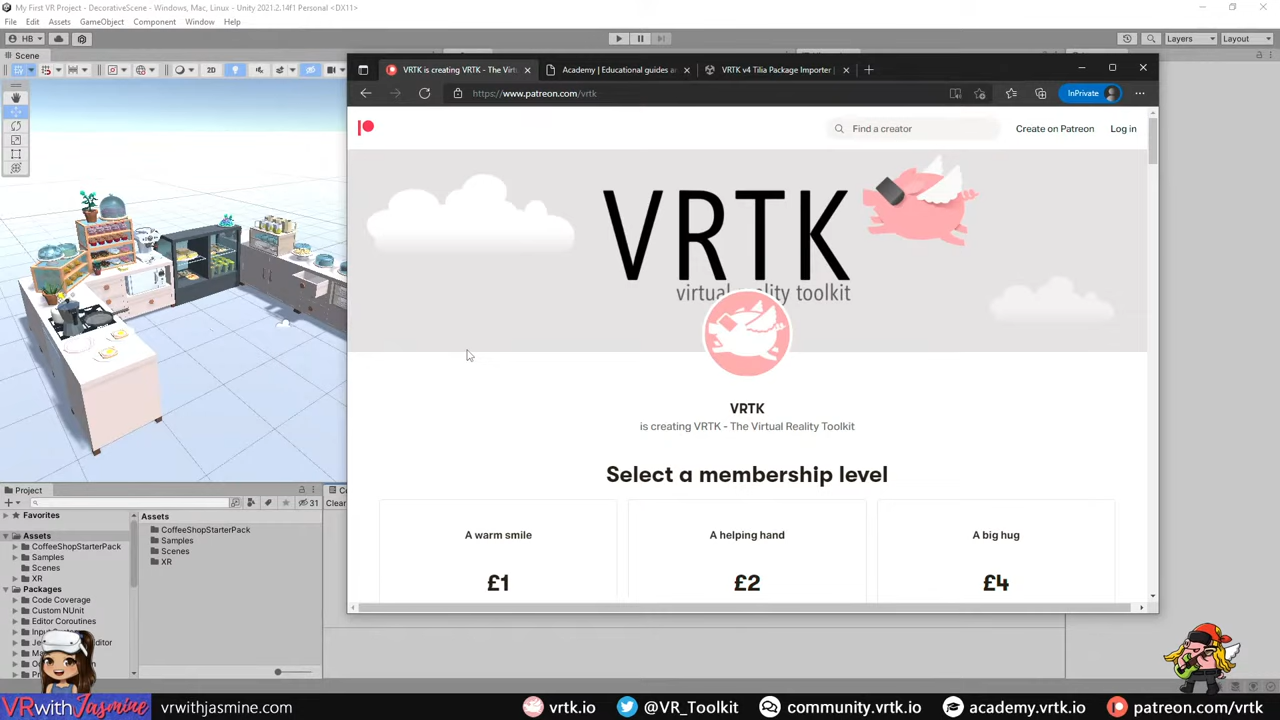 My First VR Project - DecorativeScene - Windows, Mac, Linux - Unity 2021.2.14f1 Personal <DX11>
File Edit Assets GameObject Component Window Help
HB
Layers Layout
Scene
2D
VRTK is creating VRTK - The Virt
Academy | Educational guides a
VRTK v4 Tilia Package Importer |
https://www.patreon.com/vrtk
InPrivate
Find a creator
Create on Patreon
Log in
VRTK
virtual reality toolkit
VRTK
is creating VRTK - The Virtual Reality Toolkit
Select a membership level
A warm smile
£1
A helping hand
£2
A big hug
£4
Project
31
Clear
Favorites
Assets
CoffeeShopStarterPack
Samples
Scenes
XR
Packages
Code Coverage
Custom NUnit
Editor Coroutines
Assets
CoffeeShopStarterPack
Samples
Scenes
XR
VRwithJasmine
vrwithjasmine.com
vrtk.io
@VR_Toolkit
community.vrtk.io
academy.vrtk.io
patreon.com/vrtk